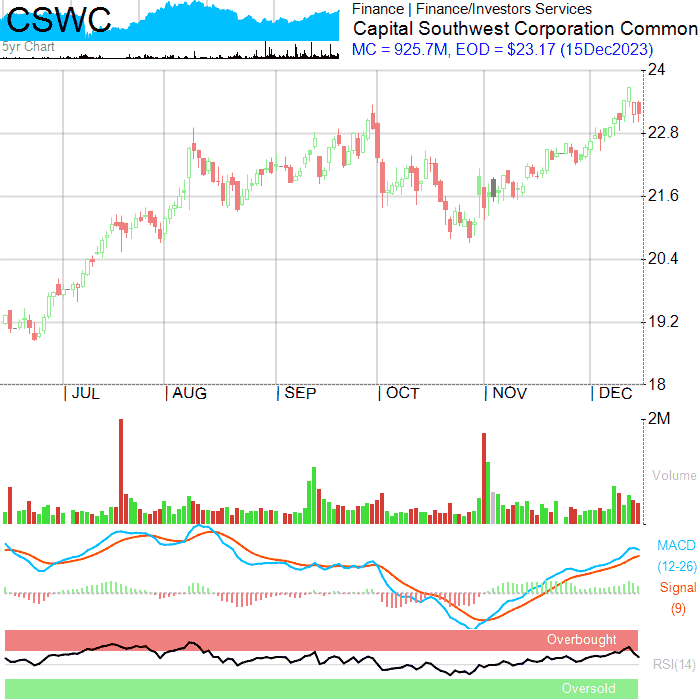 CSWC
5yr Chart
Finance | Finance/Investors Services
Capital Southwest Corporation Common
MC = 925.7M, EOD = $23.17 (15Dec2023)
24
22.8
21.6
20.4
19.2
18
| JUL | AUG | SEP | OCT | NOV | DEC
2M
Volume
MACD
(12-26)
Signal
(9)
Overbought
RSI(14)
Oversold